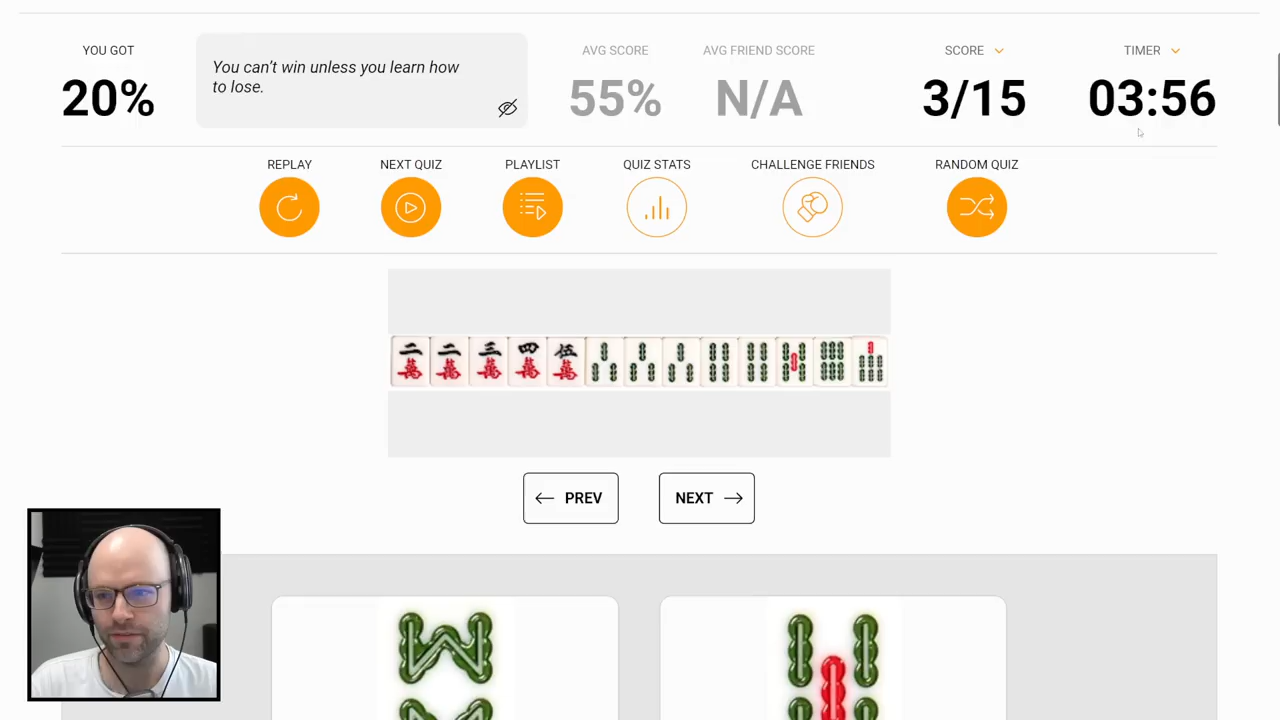 YOU GOT
20%
You can't win unless you learn how
to lose.
AVG SCORE
55%
AVG FRIEND SCORE
N/A
SCORE
3/15
TIMER
03:56
REPLAY
NEXT QUIZ
PLAYLIST
QUIZ STATS
CHALLENGE FRIENDS
RANDOM QUIZ
二 二 三 四 伍
萬 萬 萬 萬 萬
← PREV
NEXT →